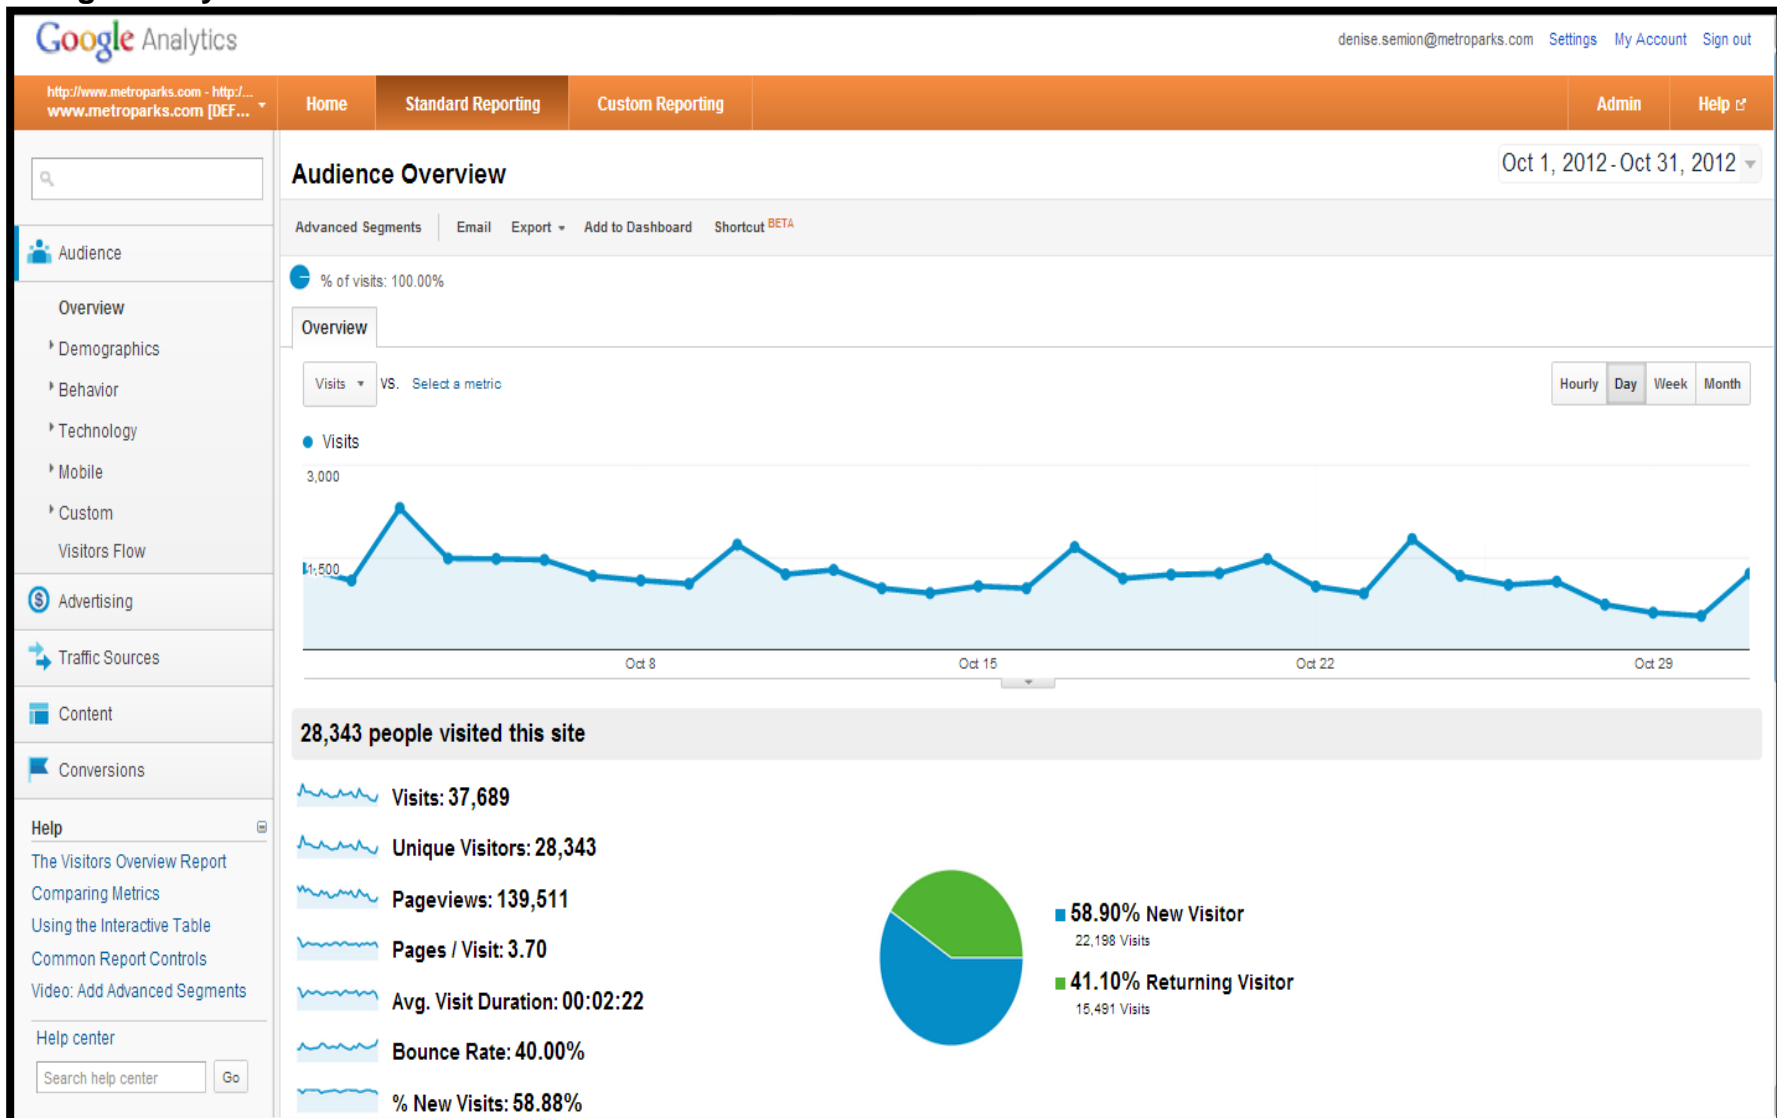 Google Analytics
denise.semion@metroparks.com Settings My Account Sign out
http://www.metroparks.com - http:/...
www.metroparks.com [DEF...
Home Standard Reporting Custom Reporting Admin Help
Audience Overview
Oct 1, 2012 - Oct 31, 2012
Advanced Segments Email Export Add to Dashboard Shortcut BETA
% of visits: 100.00%
Overview
Visits VS. Select a metric
Hourly Day Week Month
Visits
3,000
1,500
Oct 8 Oct 15 Oct 22 Oct 29
28,343 people visited this site
Visits: 37,689
Unique Visitors: 28,343
Pageviews: 139,511
Pages / Visit: 3.70
Avg. Visit Duration: 00:02:22
Bounce Rate: 40.00%
% New Visits: 58.88%
58.90% New Visitor
22,198 Visits
41.10% Returning Visitor
15,491 Visits
Audience
Overview
Demographics
Behavior
Technology
Mobile
Custom
Visitors Flow
Advertising
Traffic Sources
Content
Conversions
Help
The Visitors Overview Report
Comparing Metrics
Using the Interactive Table
Common Report Controls
Video: Add Advanced Segments
Help center
Search help center Go